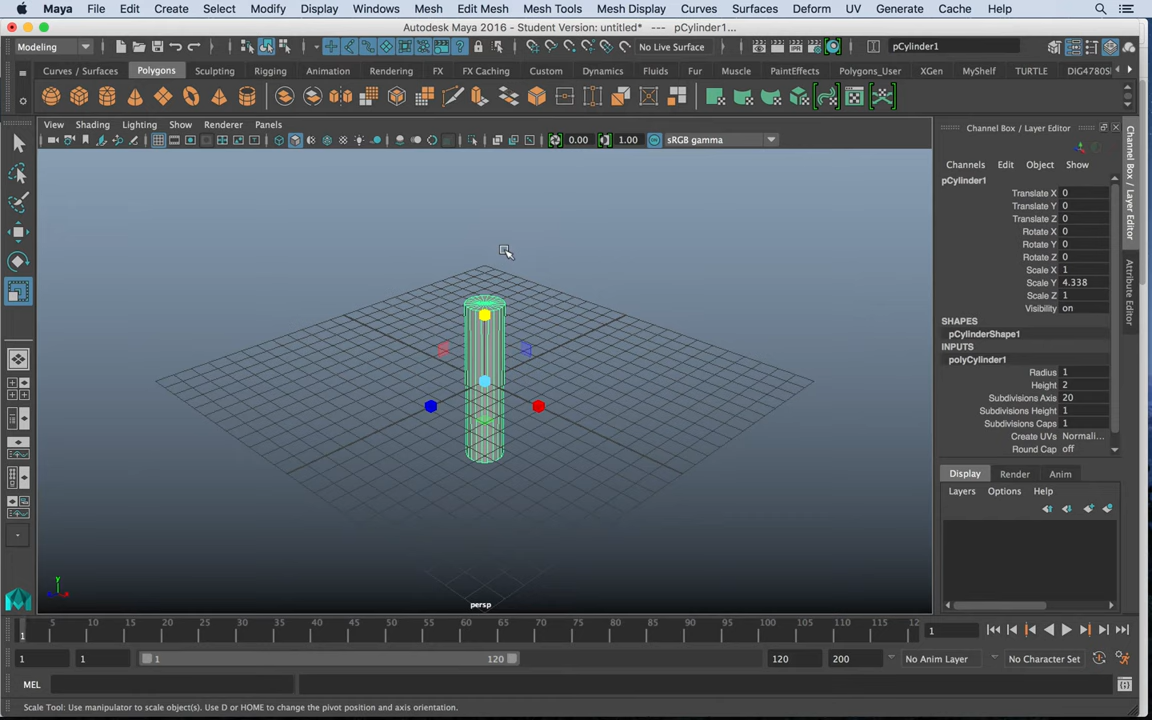 Maya File Edit Create Select Modify Display Windows Mesh Edit Mesh Mesh Tools Mesh Display Curves Surfaces Deform UV Generate Cache Help
Autodesk Maya 2016 - Student Version: untitled* --- pCylinder1...
Modeling No Live Surface pCylinder1
Curves / Surfaces Polygons Sculpting Rigging Animation Rendering FX FX Caching Custom Dynamics Fluids Fur Muscle PaintEffects Polygons_User XGen MyShelf TURTLE DIG4780S
View Shading Lighting Show Renderer Panels
0.00 1.00 sRGB gamma
Channel Box / Layer Editor
Channels Edit Object Show
pCylinder1
Translate X 0
Translate Y 0
Translate Z 0
Rotate X 0
Rotate Y 0
Rotate Z 0
Scale X 1
Scale Y 4.338
Scale Z 1
Visibility on
SHAPES
pCylinderShape1
INPUTS
polyCylinder1
Radius 1
Height 2
Subdivisions Axis 20
Subdivisions Height 1
Subdivisions Caps 1
Create UVs Normali...
Round Cap off
Display Render Anim
Layers Options Help
Channel Box / Layer Editor
Attribute Editor
y
x
persp
1 5 10 15 20 25 30 35 40 45 50 55 60 65 70 75 80 85 90 95 100 105 110 115 12
1
1 1 1 120 120 200 No Anim Layer No Character Set
MEL
Scale Tool: Use manipulator to scale object(s). Use D or HOME to change the pivot position and axis orientation.